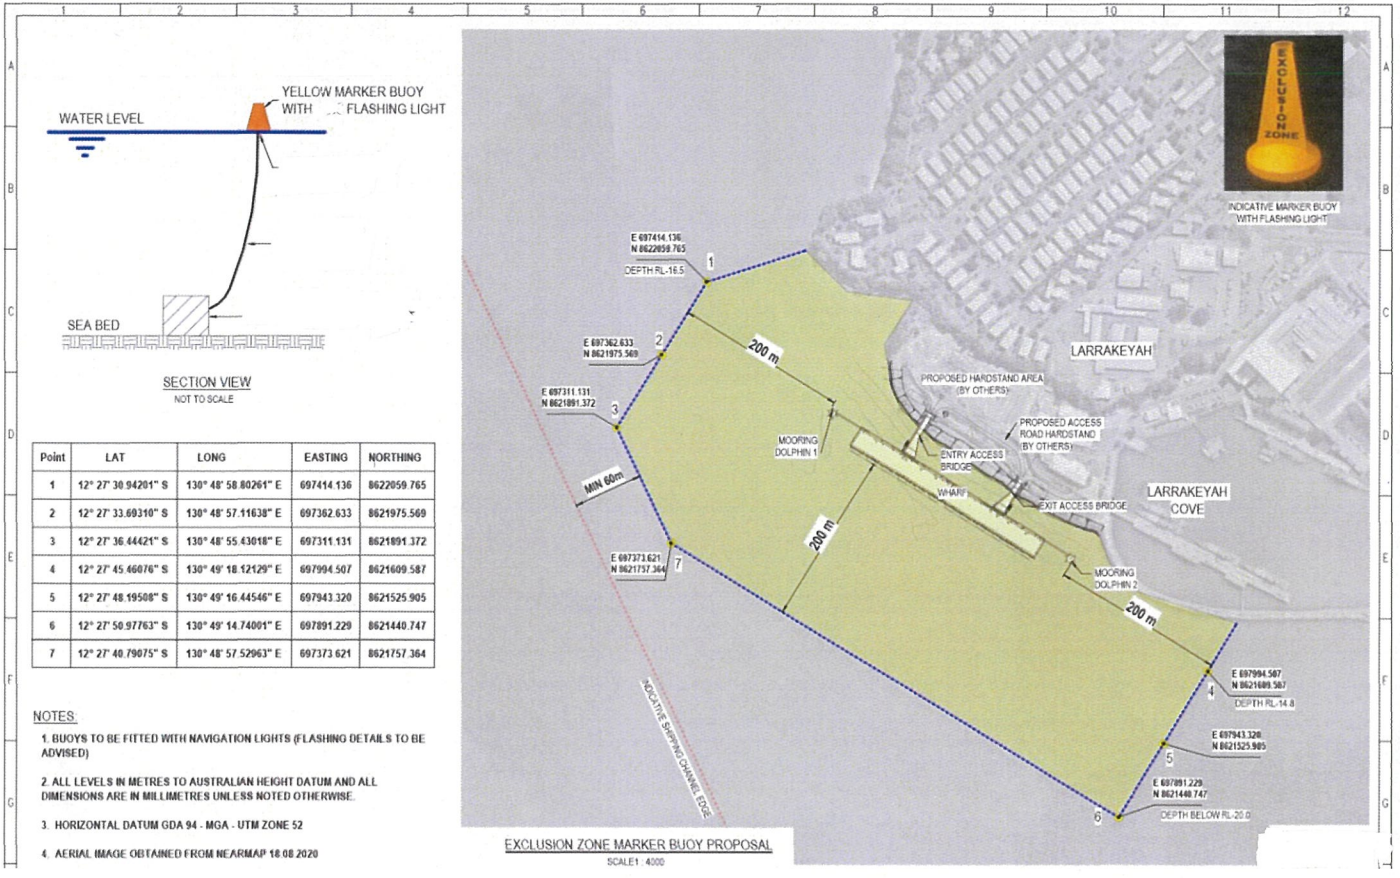 1 2 3 4 5 6 7 8 9 10 11 12
A
B
C
D
E
F
G
A
B
C
D
E
F
G
YELLOW MARKER BUOY
WITH FLASHING LIGHT
WATER LEVEL
SEA BED
SECTION VIEW
NOT TO SCALE
Point LAT LONG EASTING NORTHING
1 12° 27' 30.94201" S 130° 48' 58.80261" E 697414.136 8622059.765
2 12° 27' 33.69310" S 130° 48' 57.11638" E 697362.633 8621975.569
3 12° 27' 36.44421" S 130° 48' 55.43018" E 697311.131 8621891.372
4 12° 27' 45.46076" S 130° 49' 18.12129" E 697994.507 8621609.587
5 12° 27' 48.19508" S 130° 49' 16.44546" E 697943.320 8621525.905
6 12° 27' 50.97763" S 130° 49' 14.74001" E 697891.229 8621440.747
7 12° 27' 40.79075" S 130° 48' 57.52963" E 697373.621 8621757.364
NOTES:
1. BUOYS TO BE FITTED WITH NAVIGATION LIGHTS (FLASHING DETAILS TO BE
ADVISED)
2. ALL LEVELS IN METRES TO AUSTRALIAN HEIGHT DATUM AND ALL
DIMENSIONS ARE IN MILLIMETRES UNLESS NOTED OTHERWISE.
3. HORIZONTAL DATUM GDA 94 - MGA - UTM ZONE 52
4. AERIAL IMAGE OBTAINED FROM NEARMAP 18.08.2020
EXCLUSION
ZONE
INDICATIVE MARKER BUOY
WITH FLASHING LIGHT
E 697414.136
N 8622059.765
DEPTH RL-16.5
1
E 697362.633
N 8621975.569
2
E 697311.131
N 8621891.372
3
200 m
LARRAKEYAH
PROPOSED HARDSTAND AREA
(BY OTHERS)
PROPOSED ACCESS
ROAD HARDSTAND
(BY OTHERS)
MOORING
DOLPHIN 1
ENTRY ACCESS
BRIDGE
WHARF
EXIT ACCESS BRIDGE
LARRAKEYAH
COVE
MIN 60m
200 m
E 697373.621
N 8621757.364
7
MOORING
DOLPHIN 2
200 m
E 697994.507
N 8621609.587
4
DEPTH RL-14.8
E 697943.320
N 8621525.905
5
E 697891.229
N 8621440.747
6
DEPTH BELOW RL-20.0
INDICATIVE SHIPPING CHANNEL EDGE
EXCLUSION ZONE MARKER BUOY PROPOSAL
SCALE 1 : 4000